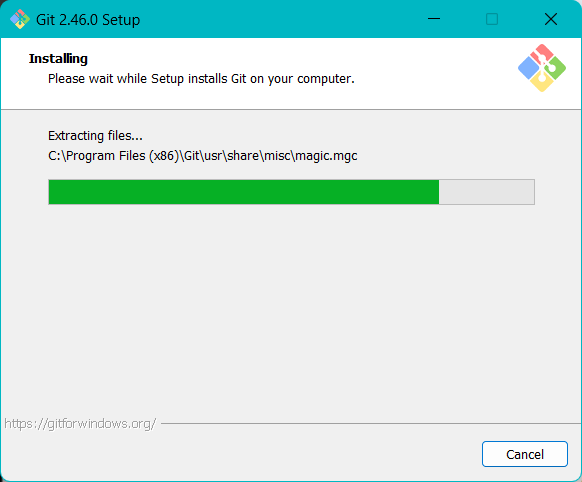 Git 2.46.0 Setup
Installing
Please wait while Setup installs Git on your computer.
Extracting files...
C:\Program Files (x86)\Git\usr\share\misc\magic.mgc
https://gitforwindows.org/
Cancel